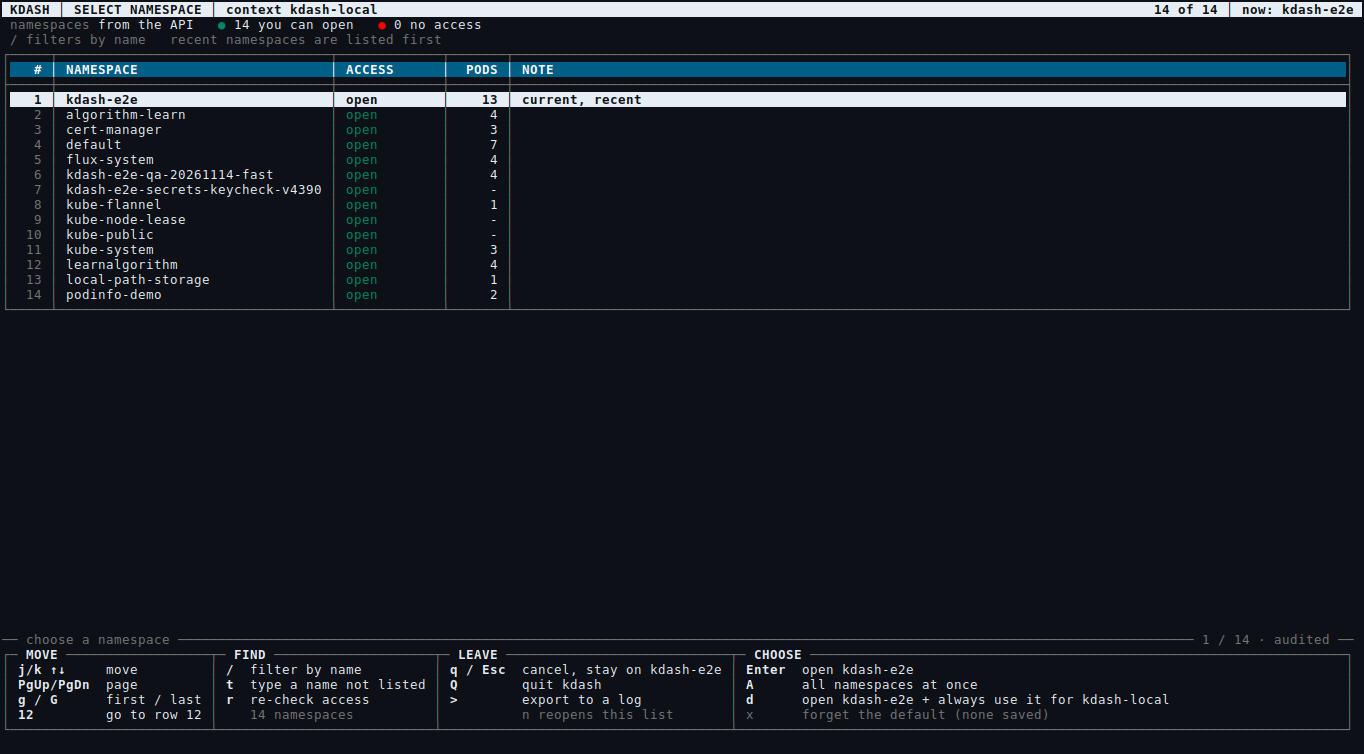 KDASH │ SELECT NAMESPACE │ context kdash-local 14 of 14 │ now: kdash-e2e
namespaces from the API ● 14 you can open ● 0 no access
/ filters by name recent namespaces are listed first
# │ NAMESPACE │ ACCESS │ PODS │ NOTE
1 │ kdash-e2e │ open │ 13 │ current, recent
2 │ algorithm-learn │ open │ 4 │
3 │ cert-manager │ open │ 3 │
4 │ default │ open │ 7 │
5 │ flux-system │ open │ 4 │
6 │ kdash-e2e-qa-20261114-fast │ open │ 4 │
7 │ kdash-e2e-secrets-keycheck-v4390 │ open │ - │
8 │ kube-flannel │ open │ 1 │
9 │ kube-node-lease │ open │ - │
10 │ kube-public │ open │ - │
11 │ kube-system │ open │ 3 │
12 │ learnalgorithm │ open │ 4 │
13 │ local-path-storage │ open │ 1 │
14 │ podinfo-demo │ open │ 2 │
choose a namespace 1 / 14 · audited
MOVE FIND LEAVE CHOOSE
j/k ↑↓ move │ / filter by name │ q / Esc cancel, stay on kdash-e2e │ Enter open kdash-e2e
PgUp/PgDn page │ t type a name not listed │ Q quit kdash │ A all namespaces at once
g / G first / last │ r re-check access │ > export to a log │ d open kdash-e2e + always use it for kdash-local
12 go to row 12 │ 14 namespaces │ n reopens this list │ x forget the default (none saved)